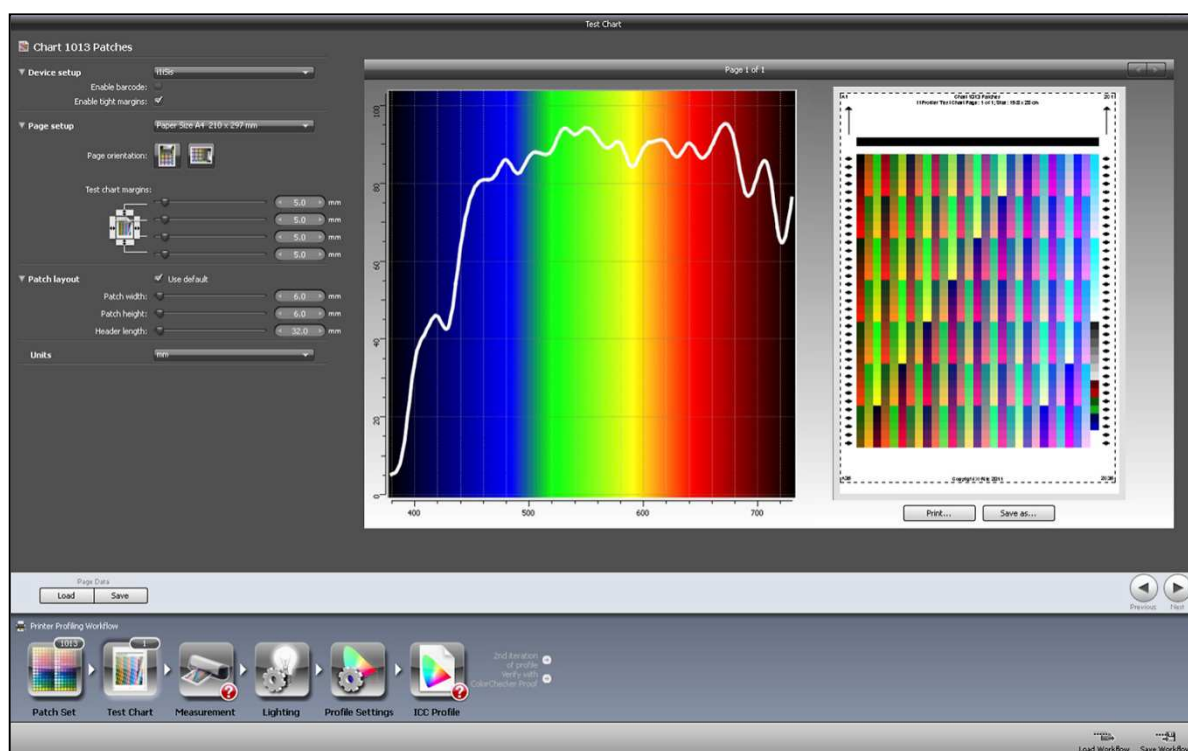 Test Chart
Chart 1013 Patches
Device setup i1iSis
Enable barcode:
Enable tight margins:
Page setup Paper Size A4 210 x 297 mm
Page orientation:
Test chart margins:
5.0 mm
5.0 mm
5.0 mm
5.0 mm
Patch layout Use default
Patch width: 6.0 mm
Patch height: 6.0 mm
Header length: 32.0 mm
Units mm
Page 1 of 1
100
80
60
40
20
0
400 500 600 700
Chart 1013 Patches
Print... Save as...
Page Data
Load Save
Previous Next
Printer Profiling Workflow
1013 1
2nd iteration
of profile
Verify with
ColorChecker Proof
Patch Set Test Chart Measurement Lighting Profile Settings ICC Profile
Load Workflow Save Workflow